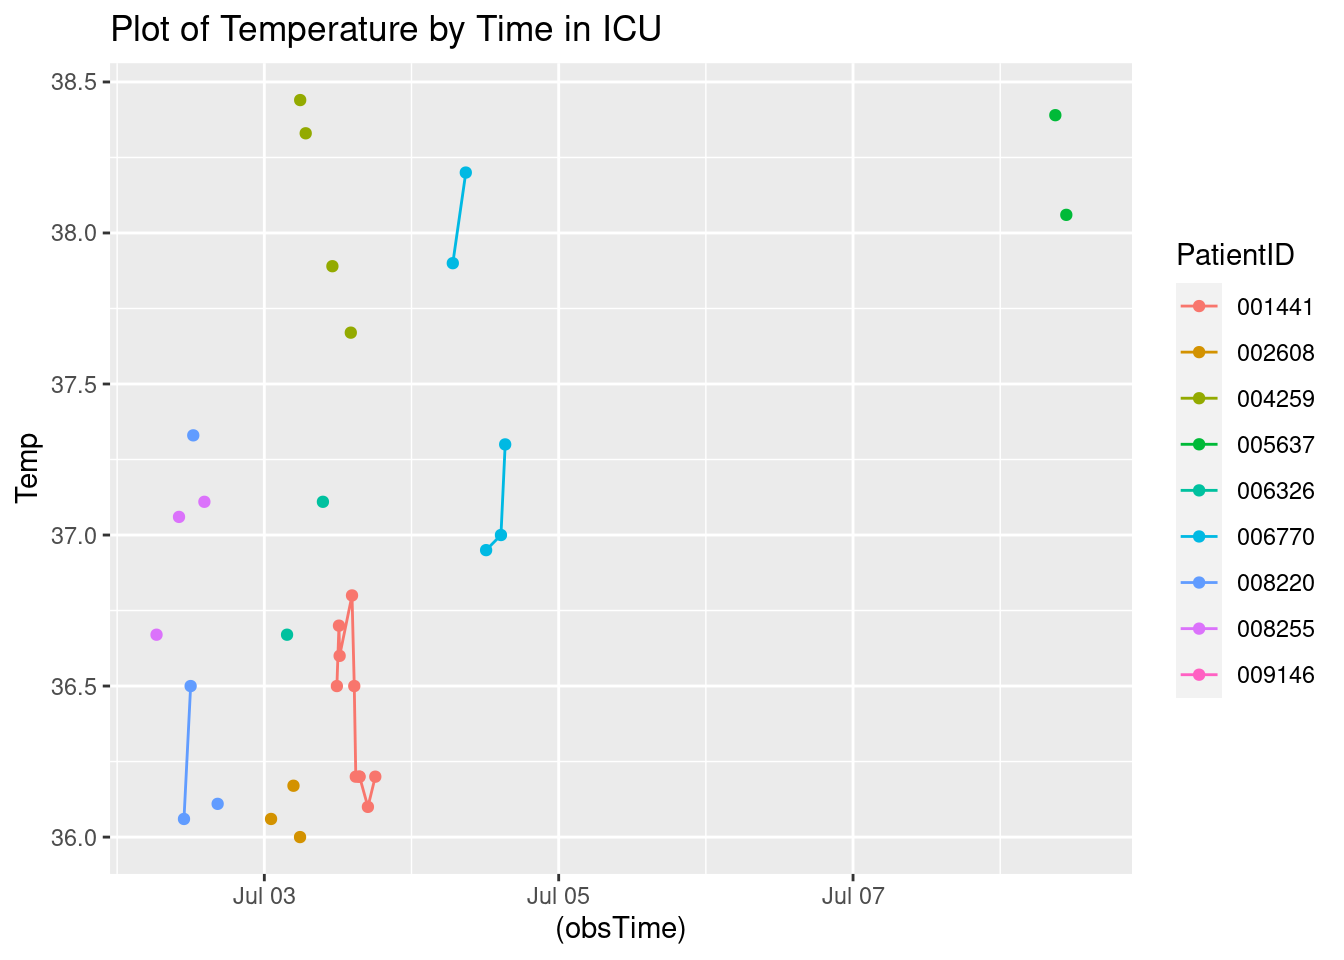 Plot of Temperature by Time in ICU
38.5
38.0
37.5
37.0
36.5
36.0
Temp
Jul 03
Jul 05
Jul 07
(obsTime)
PatientID
001441
002608
004259
005637
006326
006770
008220
008255
009146